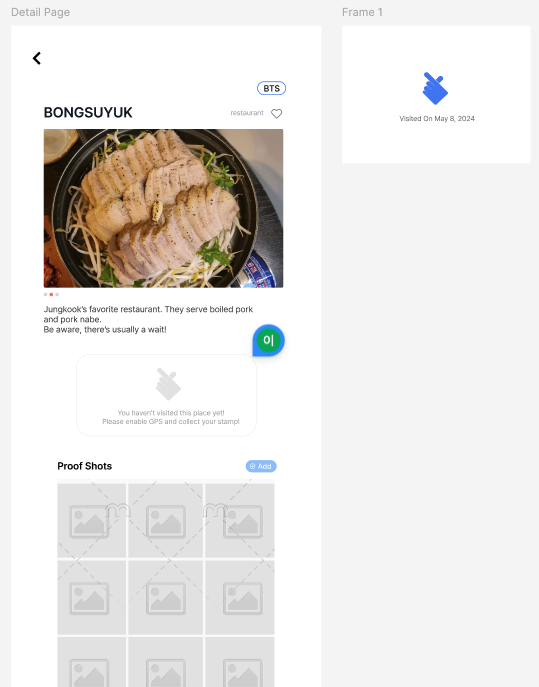 Detail Page
Frame 1
BTS
BONGSUYUK
restaurant
Visited On May 8, 2024
Jungkook's favorite restaurant. They serve boiled pork
and pork nabe.
Be aware, there's usually a wait!
이
You haven't visited this place yet!
Please enable GPS and collect your stamp!
Proof Shots
Add